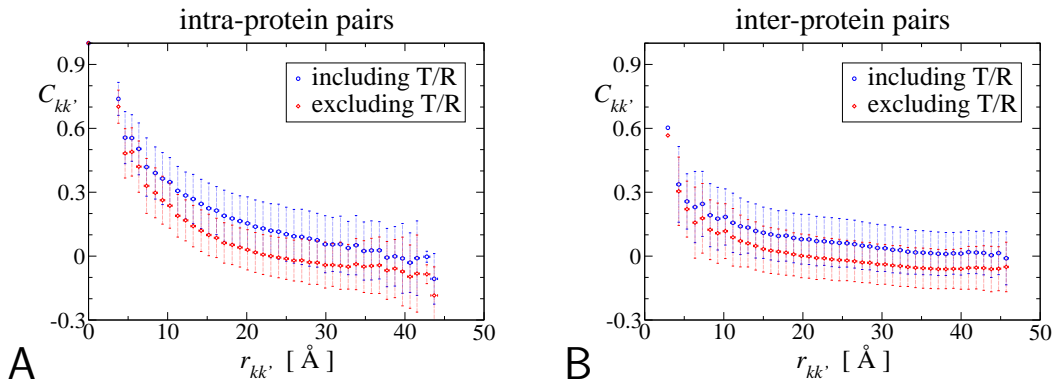 intra-protein pairs
0.9
0.6
0.3
0
-0.3
C_kk'
including T/R
excluding T/R
0 10 20 30 40 50
r_kk' [ Å ]
A
inter-protein pairs
0.9
0.6
0.3
0
-0.3
C_kk'
including T/R
excluding T/R
0 10 20 30 40 50
r_kk' [ Å ]
B